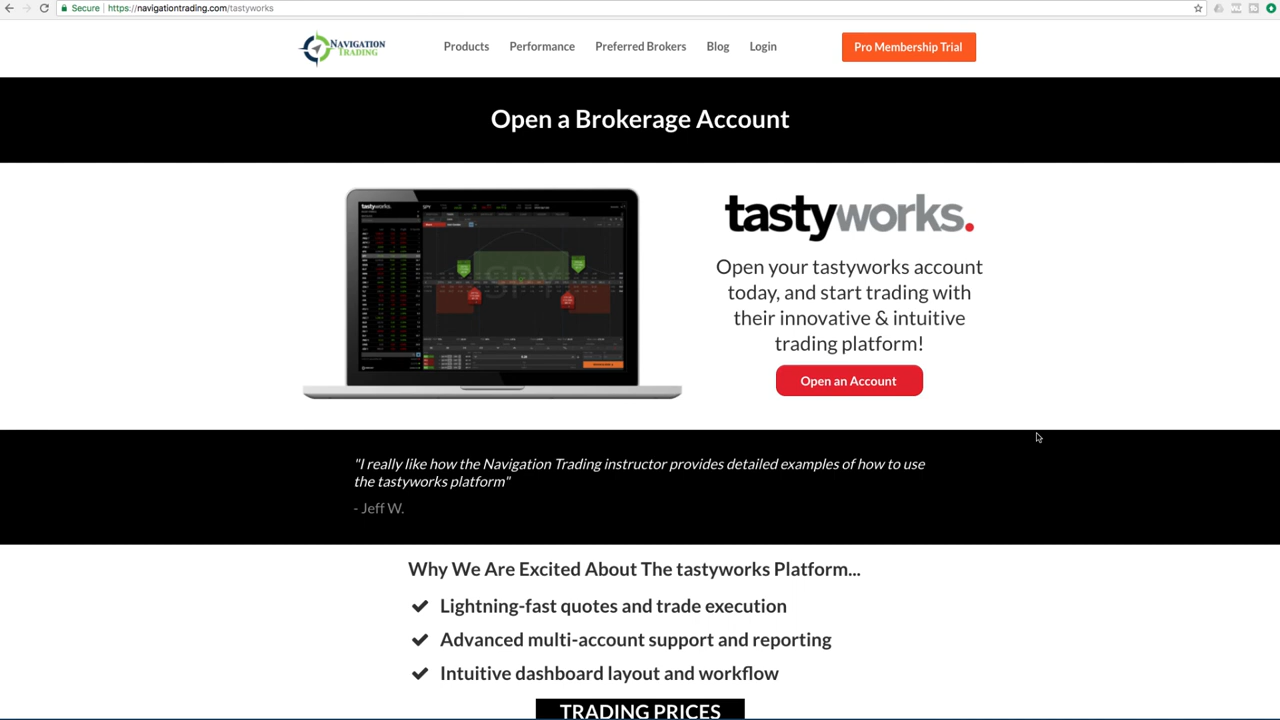 Secure https://navigationtrading.com/tastyworks
NAVIGATION
TRADING
Products Performance Preferred Brokers Blog Login Pro Membership Trial
Open a Brokerage Account
tastyworks.
SPY
tastyworks.
Open your tastyworks account
today, and start trading with
their innovative & intuitive
trading platform!
Open an Account
"I really like how the Navigation Trading instructor provides detailed examples of how to use
the tastyworks platform"
- Jeff W.
Why We Are Excited About The tastyworks Platform...
Lightning-fast quotes and trade execution
Advanced multi-account support and reporting
Intuitive dashboard layout and workflow
TRADING PRICES